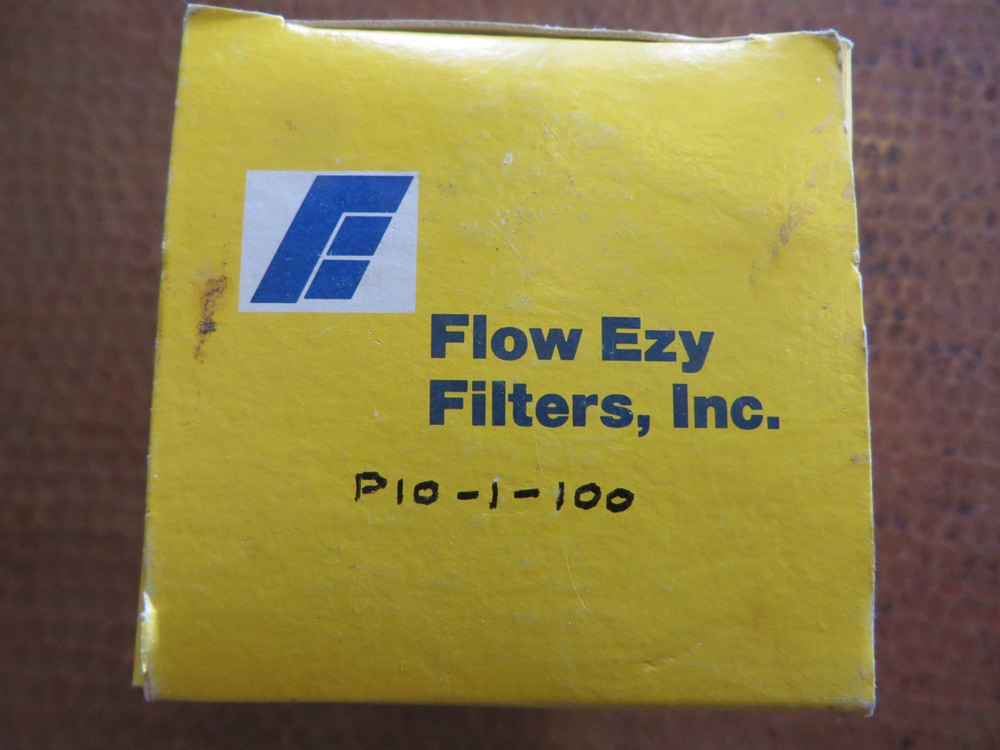 Flow Ezy
Filters, Inc.
P10-1-100